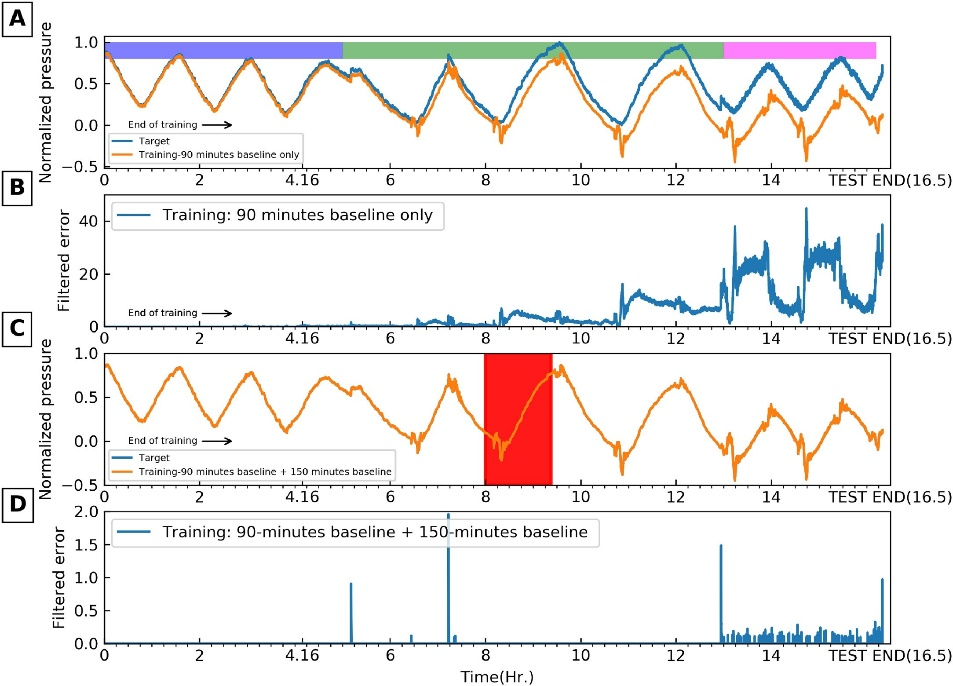 A
Normalized pressure
1.0
0.5
0.0
−0.5
End of training
Target
Training-90 minutes baseline only
0 2 4.16 6 8 10 12 14 TEST END(16.5)
B
Filtered error
40
20
0
Training: 90 minutes baseline only
End of training
0 2 4.16 6 8 10 12 14 TEST END(16.5)
C
Normalized pressure
1.0
0.5
0.0
−0.5
End of training
Target
Training-90 minutes baseline + 150 minutes baseline
0 2 4.16 6 8 10 12 14 TEST END(16.5)
D
Filtered error
2.0
1.5
1.0
0.5
0.0
Training: 90-minutes baseline + 150-minutes baseline
0 2 4.16 6 8 10 12 14 TEST END(16.5)
Time(Hr.)